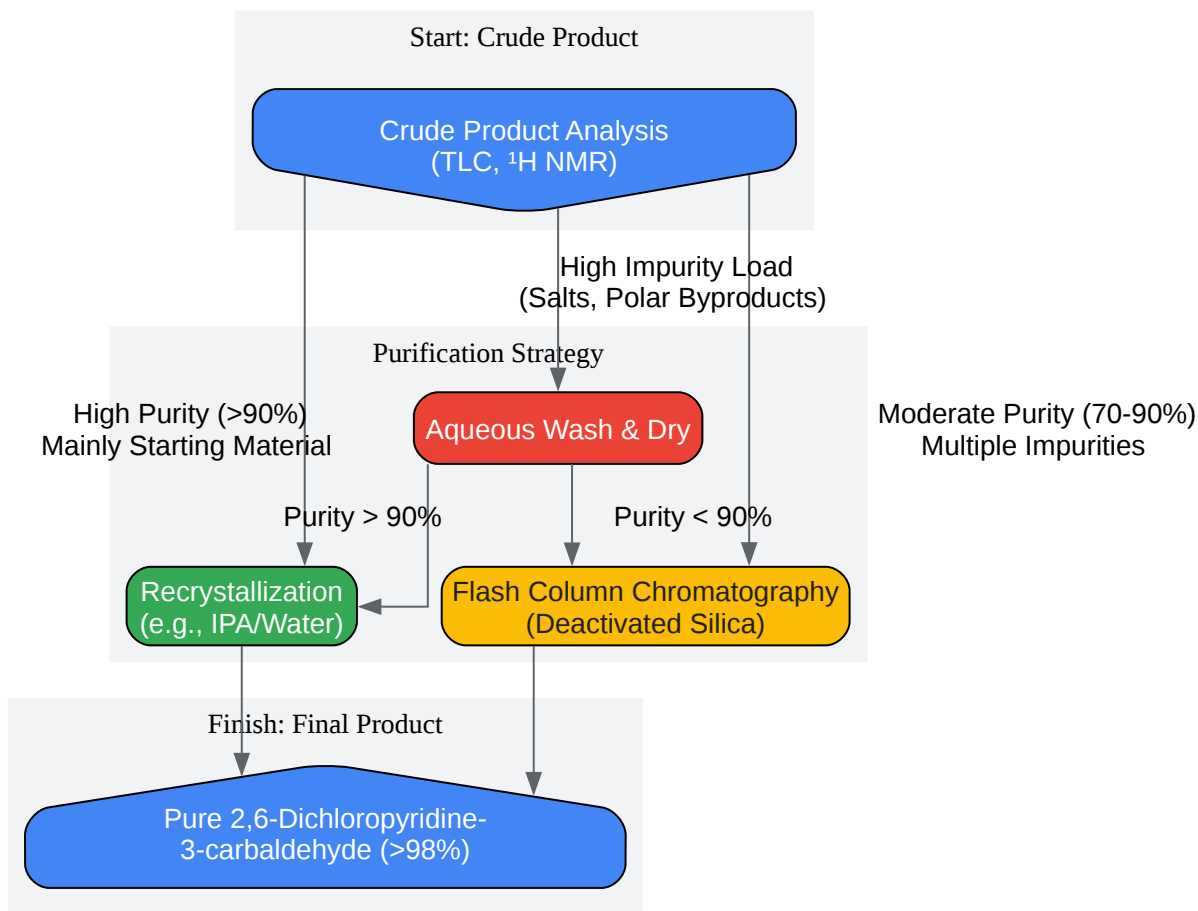 Start: Crude Product
Crude Product Analysis
(TLC, ¹H NMR)
High Impurity Load
(Salts, Polar Byproducts)
Purification Strategy
High Purity (>90%)
Mainly Starting Material
Aqueous Wash & Dry
Moderate Purity (70-90%)
Multiple Impurities
Purity > 90%
Purity < 90%
Recrystallization
(e.g., IPA/Water)
Flash Column Chromatography
(Deactivated Silica)
Finish: Final Product
Pure 2,6-Dichloropyridine-
3-carbaldehyde (>98%)